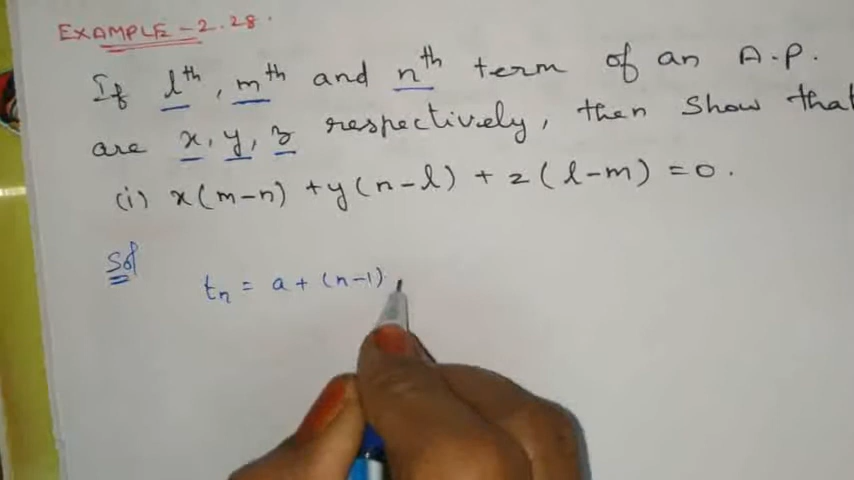 EXAMPLE - 2.28.
If lth, mth and nth term of an A.P.
are x, y, z respectively, then show that
(i) x(m-n) + y(n-l) + z(l-m) = 0.
Sol
tn = a + (n-1)